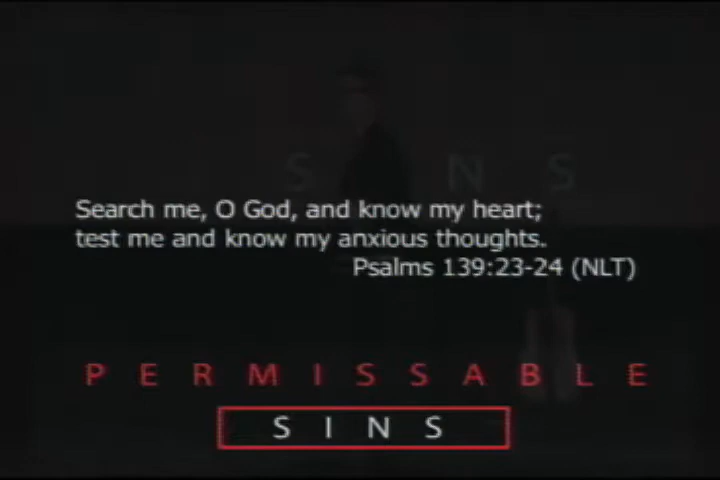 S N S
Search me, O God, and know my heart;
test me and know my anxious thoughts.
Psalms 139:23-24 (NLT)
PERMISSABLE
SINS